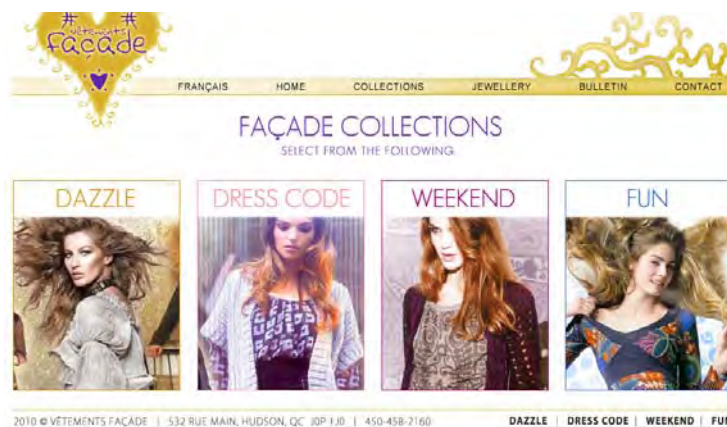 vêtements
façade
FRANÇAIS HOME COLLECTIONS JEWELLERY BULLETIN CONTACT
FAÇADE COLLECTIONS
SELECT FROM THE FOLLOWING
DAZZLE DRESS CODE WEEKEND FUN
2010 © VÊTEMENTS FAÇADE | 532 RUE MAIN, HUDSON, QC J0P 1J0 | 450-458-2160 DAZZLE | DRESS CODE | WEEKEND | FUN